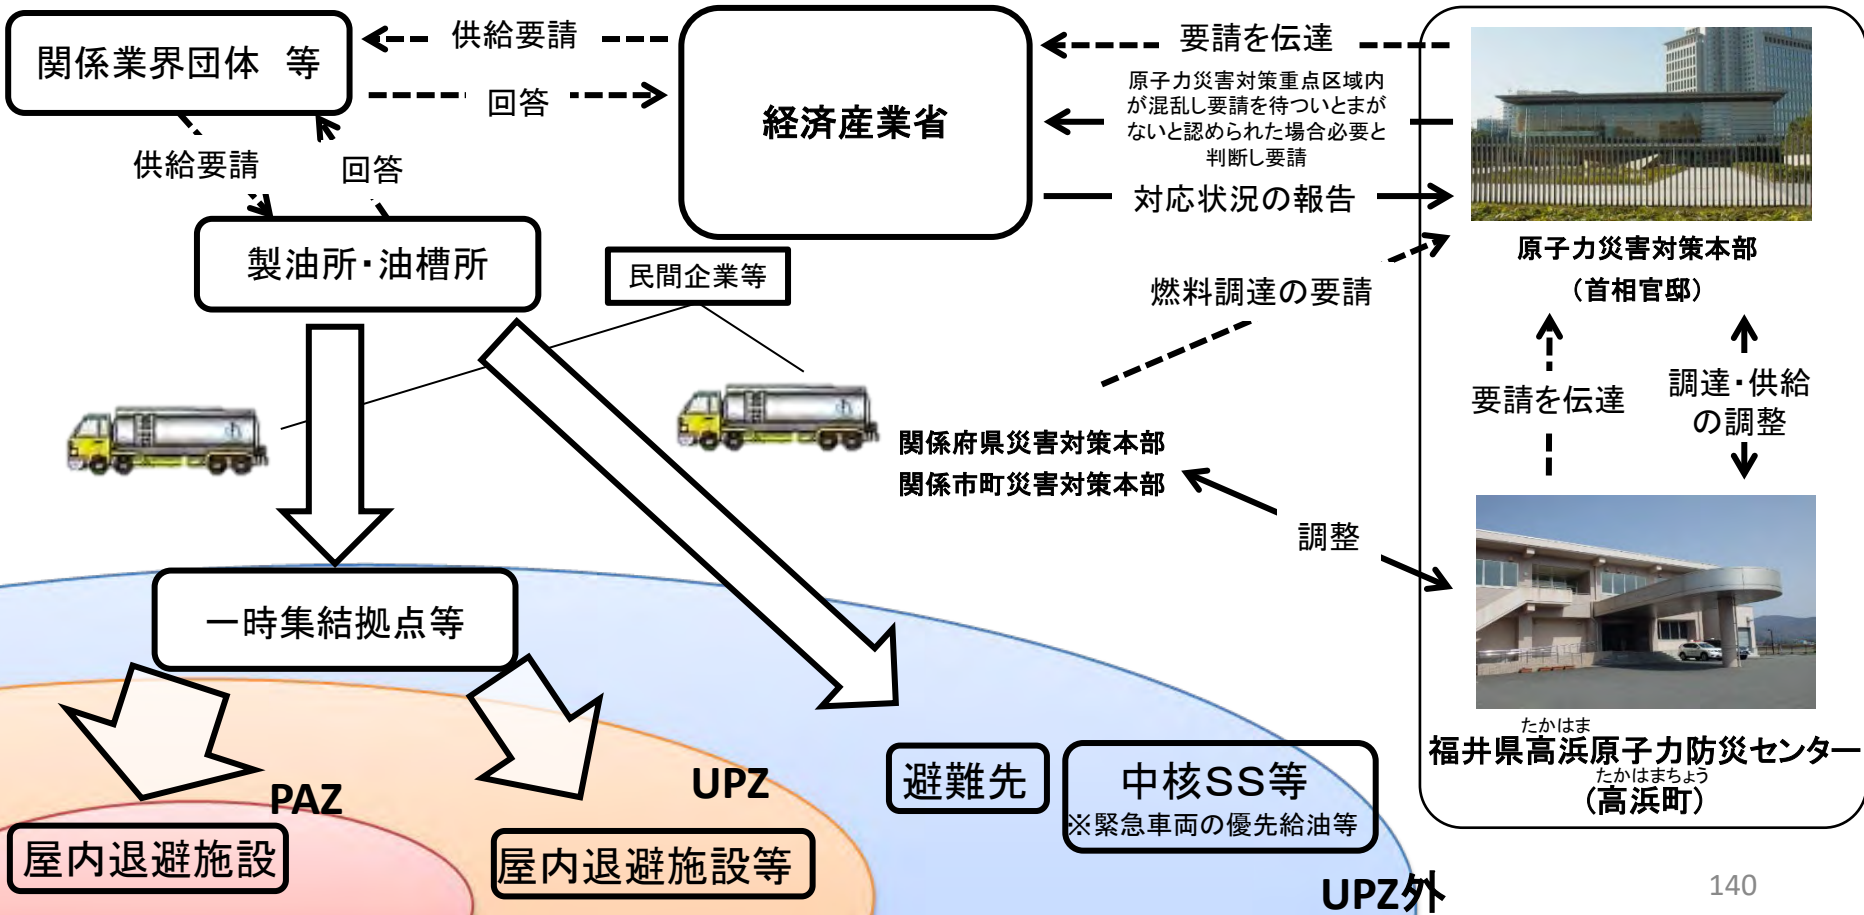 関係業界団体　等
供給要請
回答
経済産業省
要請を伝達
原子力災害対策重点区域内
が混乱し要請を待ついとまが
ないと認められた場合必要と
判断し要請
対応状況の報告
供給要請
回答
製油所・油槽所
民間企業等
燃料調達の要請
原子力災害対策本部
（首相官邸）
要請を伝達
調達・供給
の調整
関係府県災害対策本部
関係市町災害対策本部
調整
一時集結拠点等
たかはま
福井県高浜原子力防災センター
たかはまちょう
（高浜町）
PAZ
UPZ
避難先
中核SS等
※緊急車両の優先給油等
屋内退避施設
屋内退避施設等
UPZ外
140